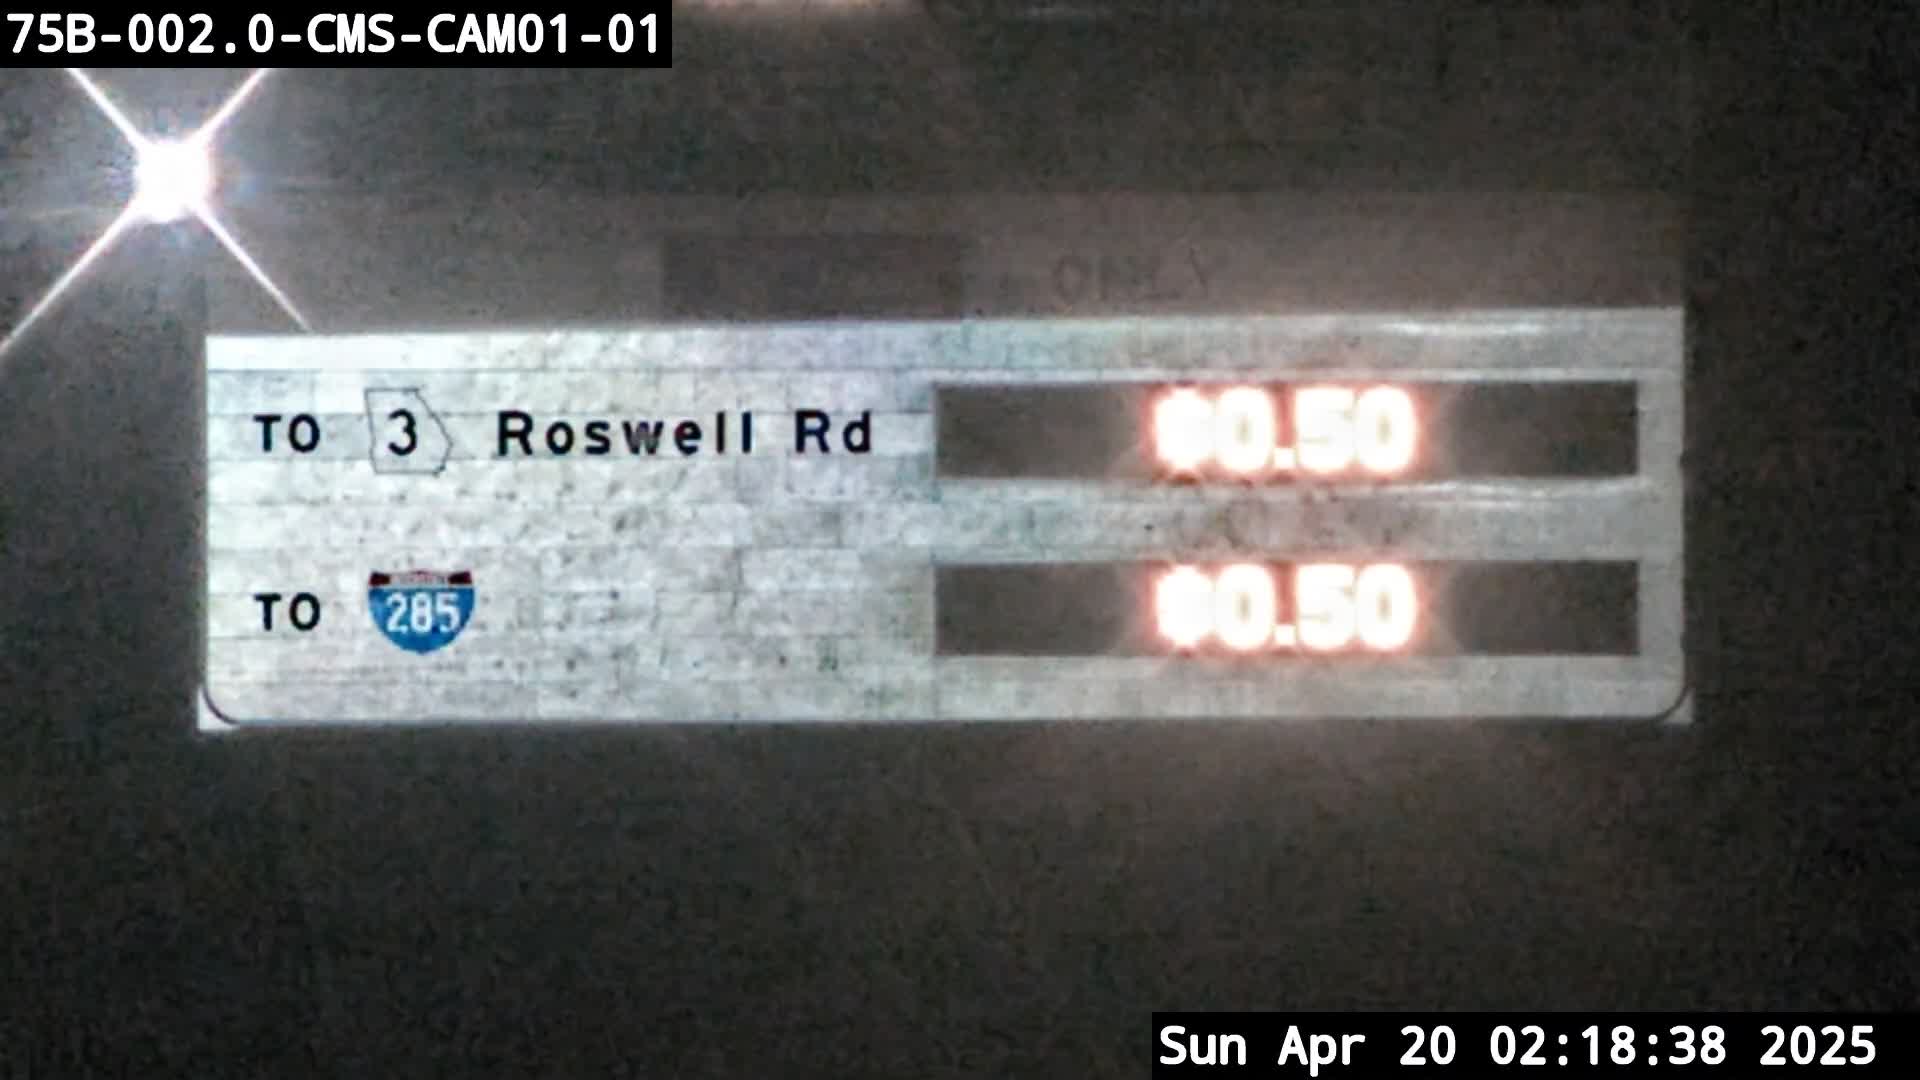 75B-002.0-CMS-CAM01-01
ONLY
TO 3 Roswell Rd $0.50
TO 285 $0.50
Sun Apr 20 02:18:38 2025